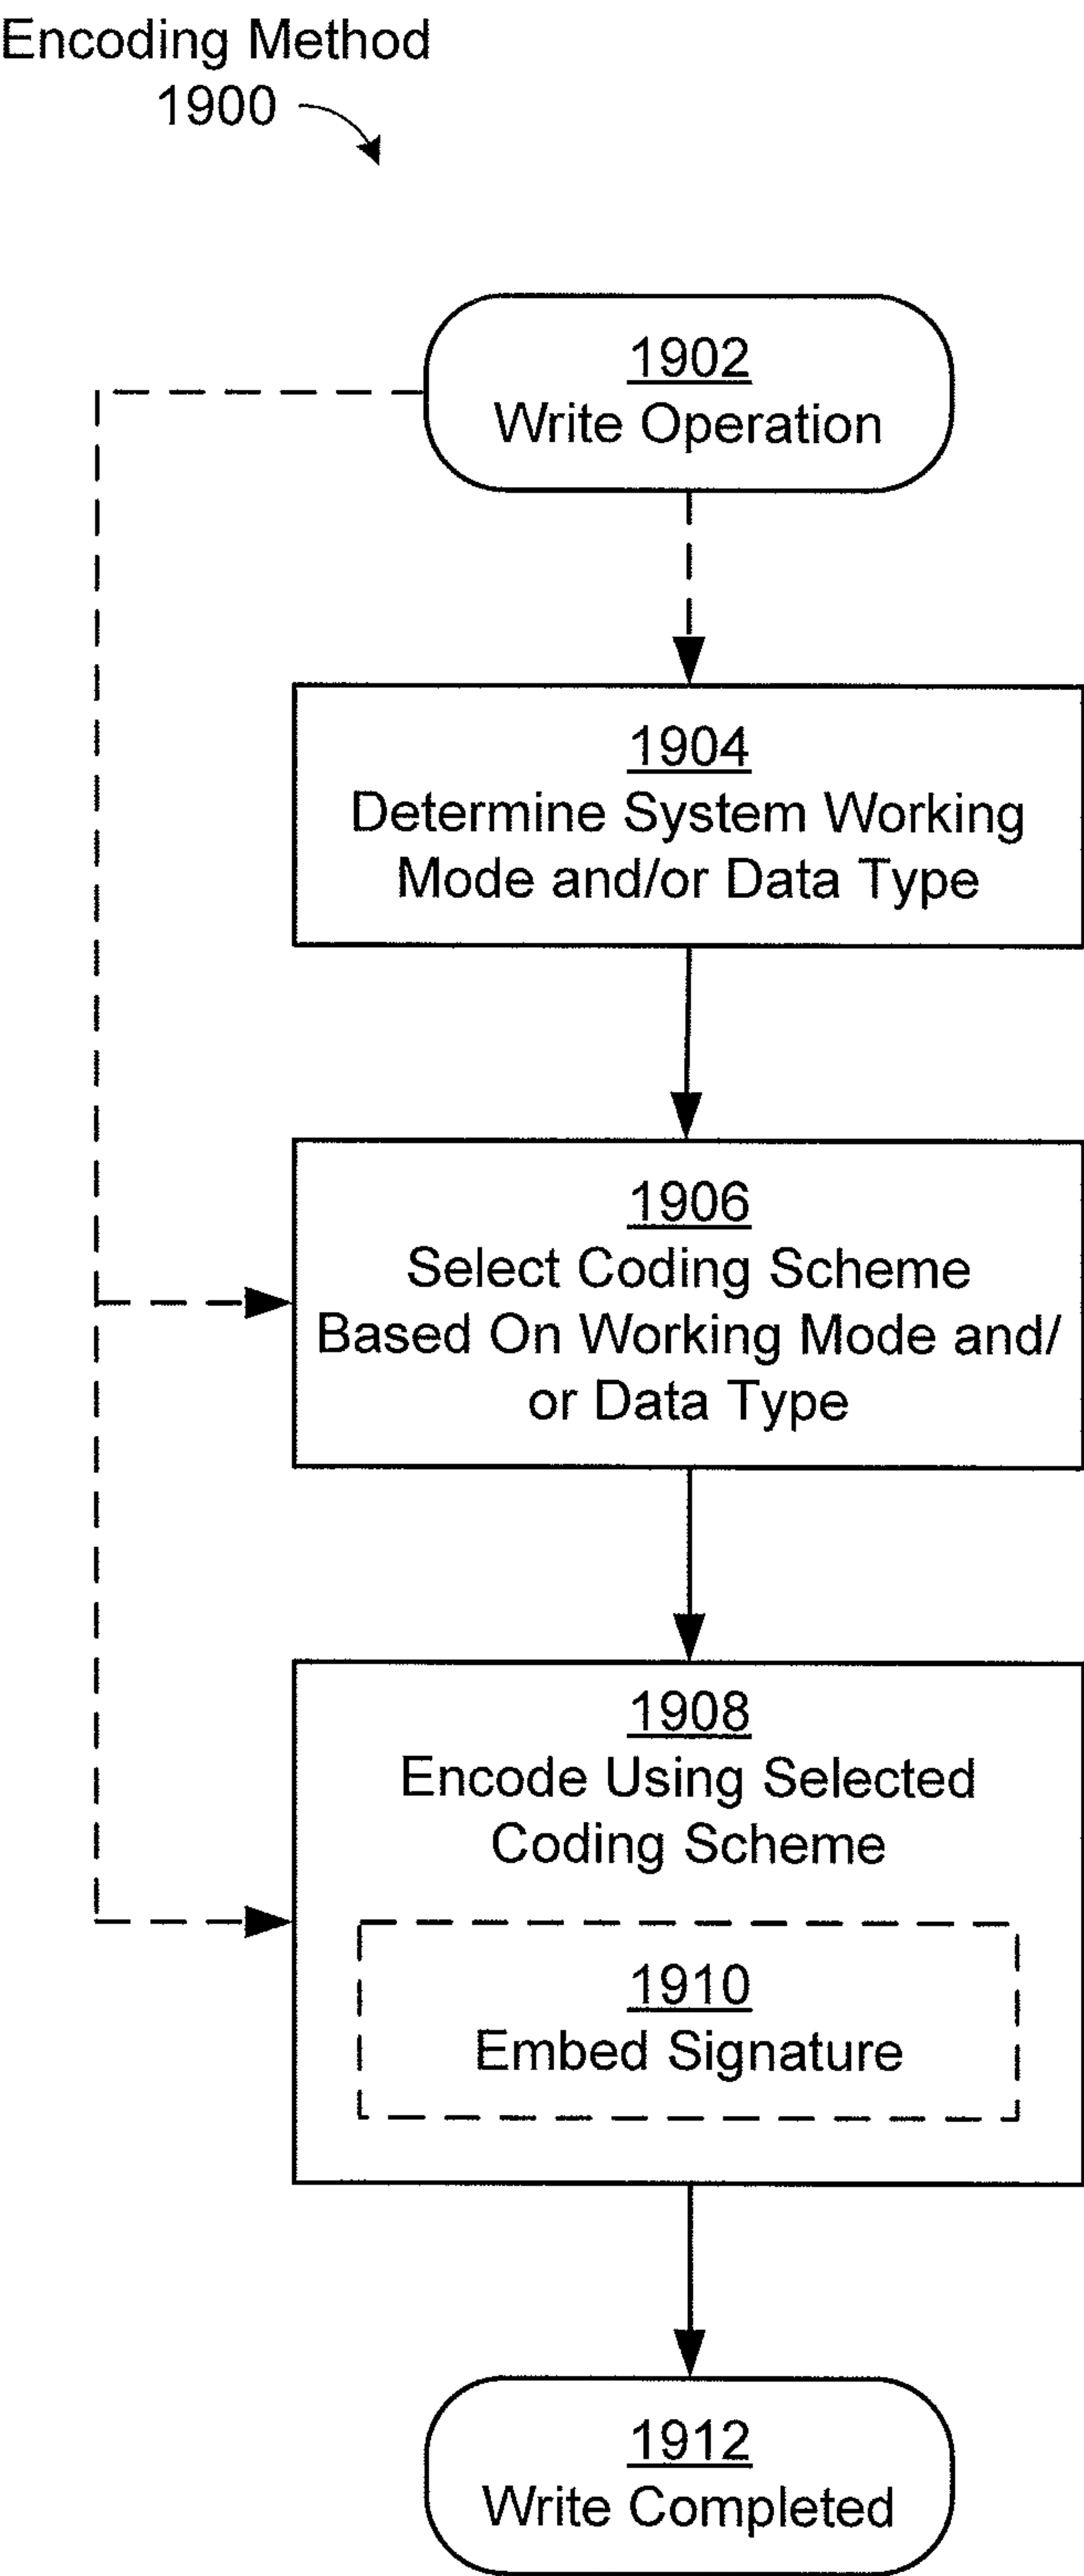 Encoding Method
1900
1902
Write Operation
1904
Determine System Working
Mode and/or Data Type
1906
Select Coding Scheme
Based On Working Mode and/
or Data Type
1908
Encode Using Selected
Coding Scheme
1910
Embed Signature
1912
Write Completed